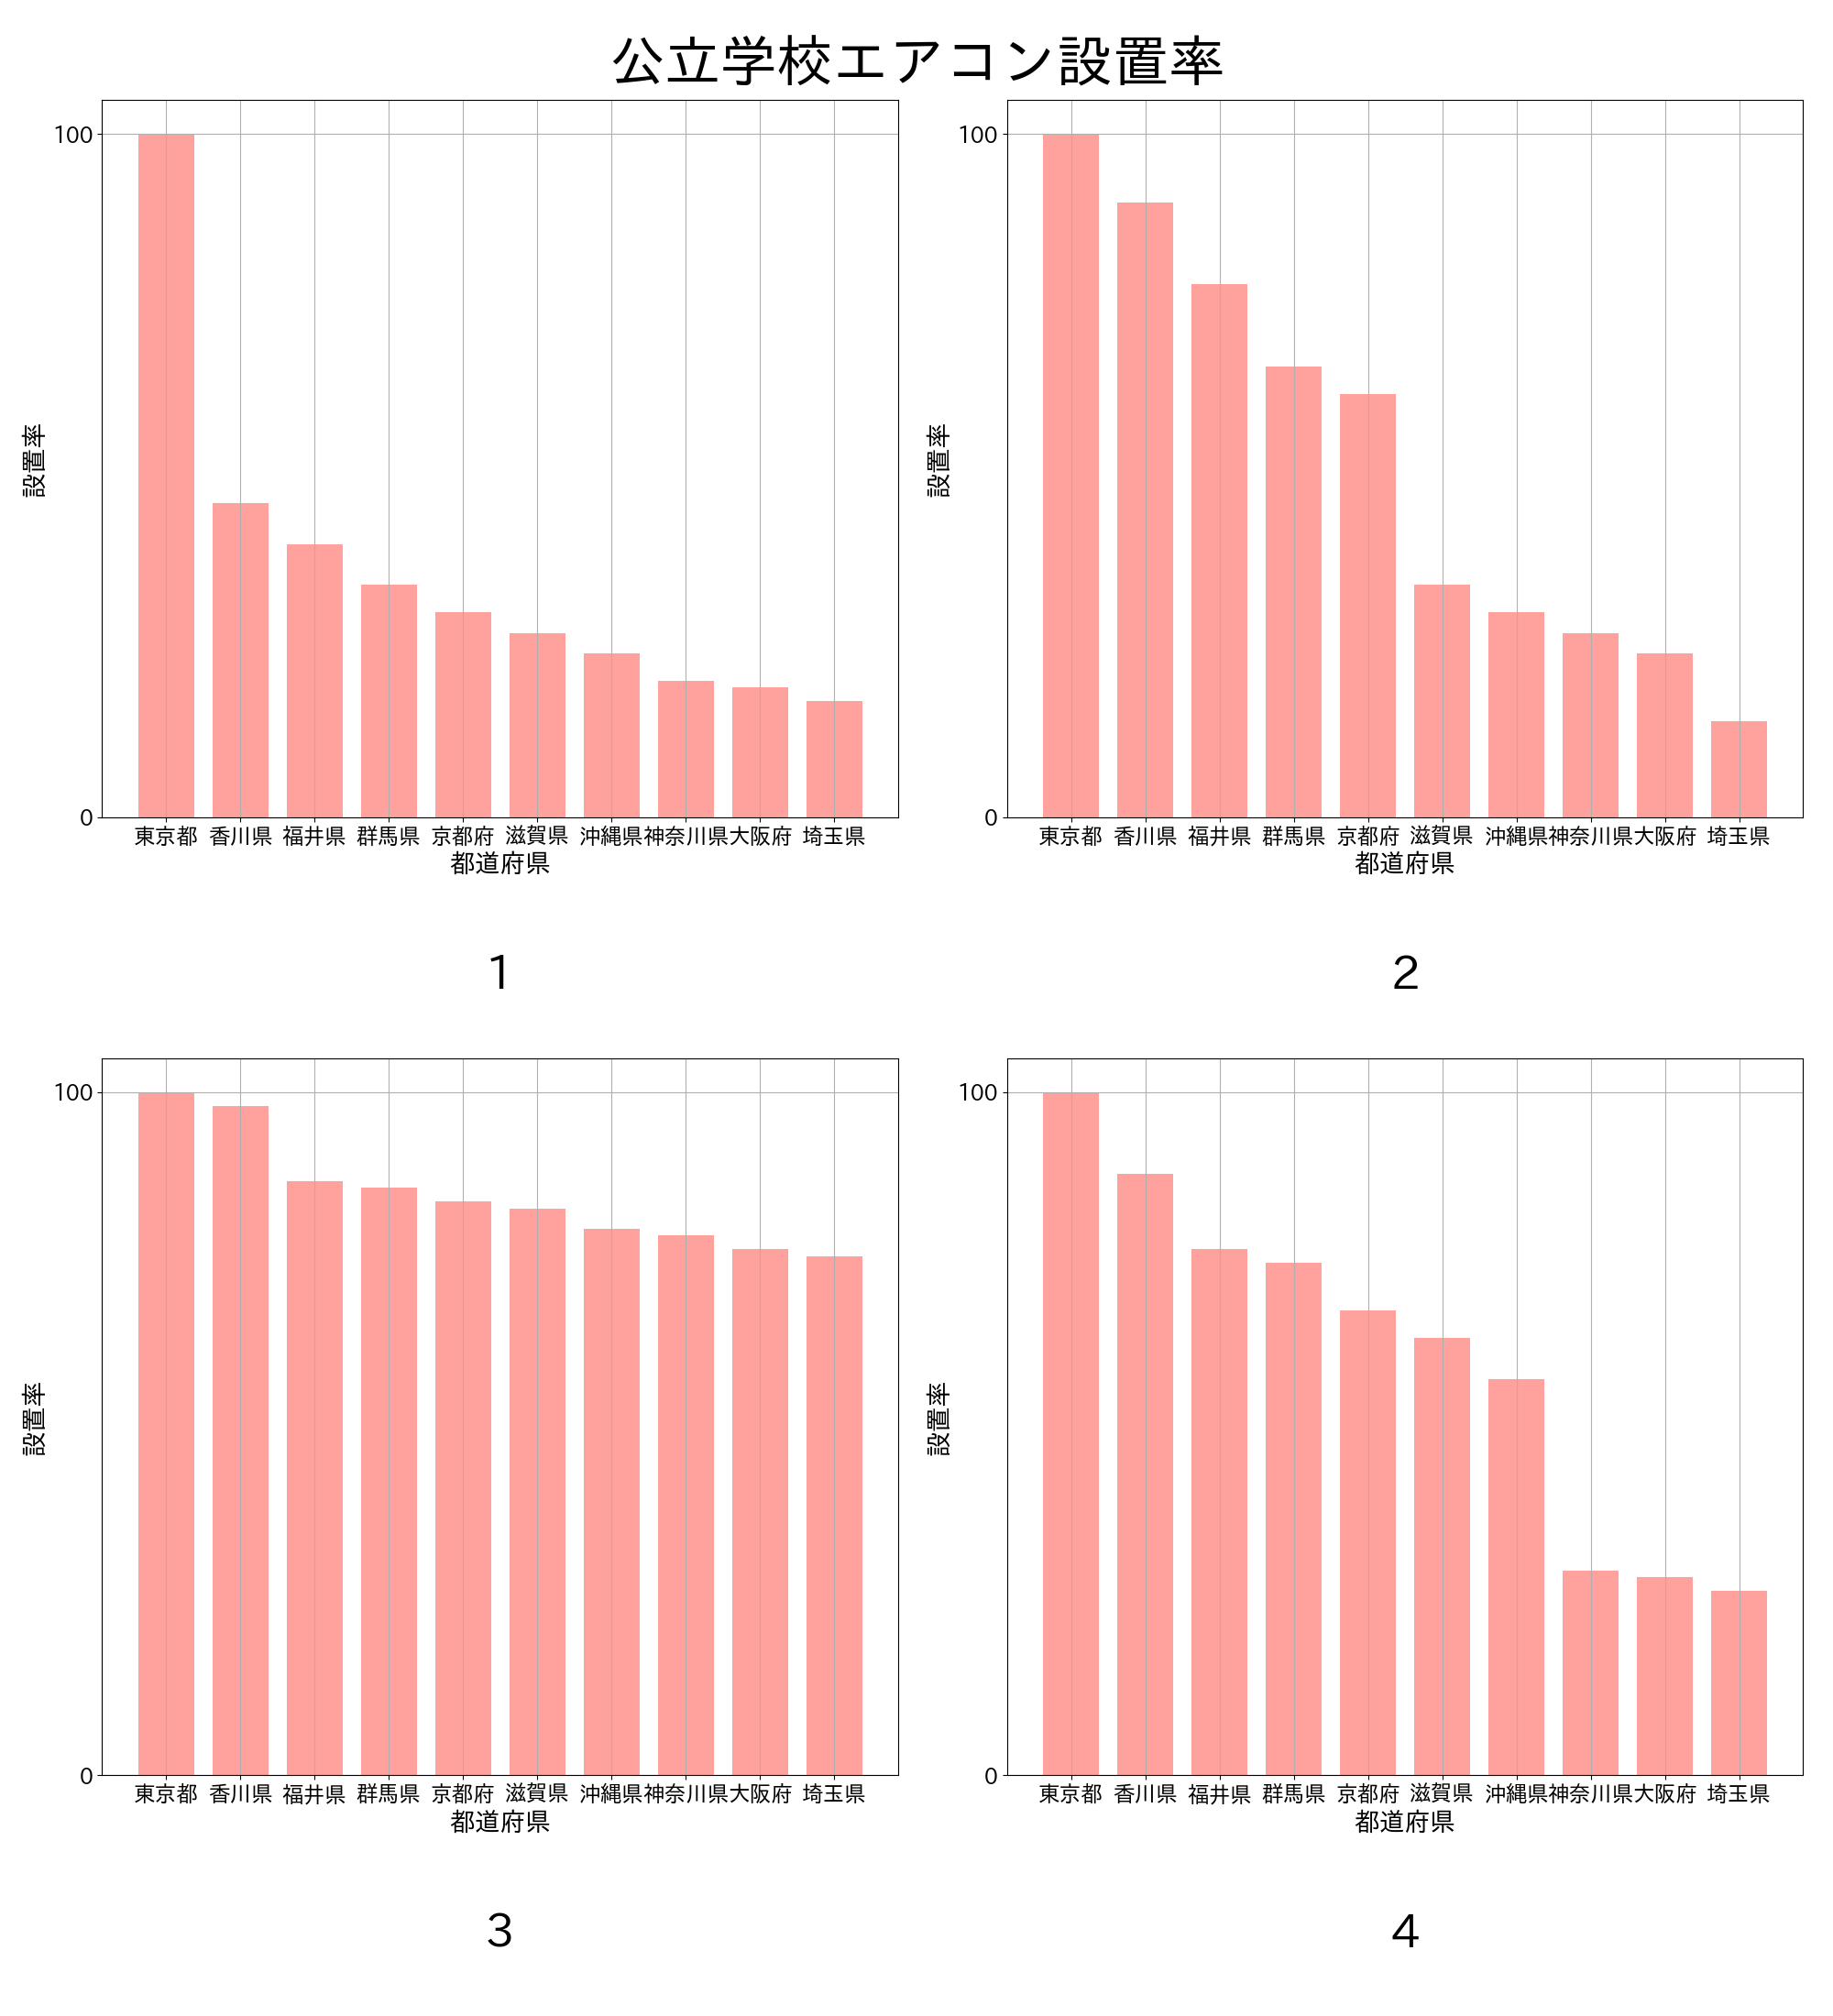 公立学校エアコン設置率
100
設置率
0
東京都 香川県 福井県 群馬県 京都府 滋賀県 沖縄県 神奈川県 大阪府 埼玉県
都道府県
1
100
設置率
0
東京都 香川県 福井県 群馬県 京都府 滋賀県 沖縄県 神奈川県 大阪府 埼玉県
都道府県
2
100
設置率
0
東京都 香川県 福井県 群馬県 京都府 滋賀県 沖縄県 神奈川県 大阪府 埼玉県
都道府県
3
100
設置率
0
東京都 香川県 福井県 群馬県 京都府 滋賀県 沖縄県 神奈川県 大阪府 埼玉県
都道府県
4